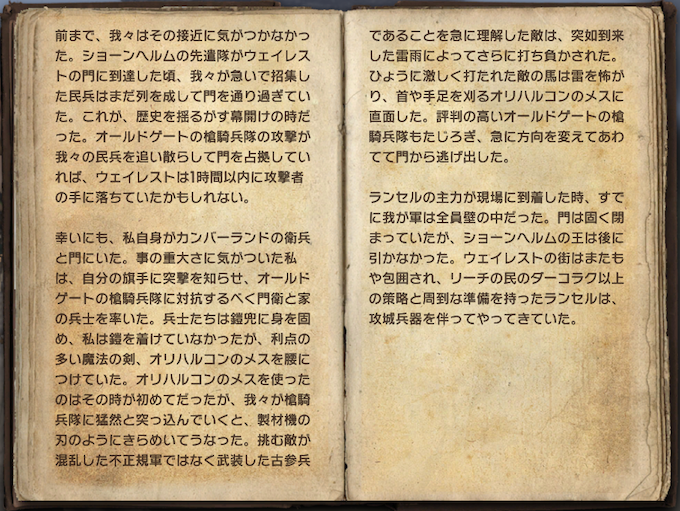 前まで、我々はその接近に気がつかなかっ
た。ショーンヘルムの先遣隊がウェイレス
トの門に到達した頃、我々が急いで招集し
た民兵はまだ列を成して門を通り過ぎてい
た。これが、歴史を揺るがす幕開けの時だ
った。オールドゲートの槍騎兵隊の攻撃が
我々の民兵を追い散らして門を占拠してい
れば、ウェイレストは1時間以内に攻撃者
の手に落ちていたかもしれない。
幸いにも、私自身がカンバーランドの衛兵
と門にいた。事の重大さに気がついた私
は、自分の旗手に突撃を知らせ、オールド
ゲートの槍騎兵隊に対抗するべく門衛と家
の兵士を率いた。兵士たちは鎧兜に身を固
め、私は鎧を着けていなかったが、利点の
多い魔法の剣、オリハルコンのメスを腰に
つけていた。オリハルコンのメスを使った
のはその時が初めてだったが、我々が槍騎
兵隊に猛然と突っ込んでいくと、製材機の
刃のようにきらめいてうなった。挑む敵が
混乱した不正規軍ではなく武装した古参兵
であることを急に理解した敵は、突如到来
した雷雨によってさらに打ち負かされた。
ひょうに激しく打たれた敵の馬は雷を怖が
り、首や手足を刈るオリハルコンのメスに
直面した。評判の高いオールドゲートの槍
騎兵隊もたじろぎ、急に方向を変えてあわ
てて門から逃げ出した。
ランセルの主力が現場に到着した時、すで
に我が軍は全員壁の中だった。門は固く閉
まっていたが、ショーンヘルムの王は後に
引かなかった。ウェイレストの街はまたも
や包囲され、リーチの民のダーコラク以上
の策略と周到な準備を持ったランセルは、
攻城兵器を伴ってやってきていた。